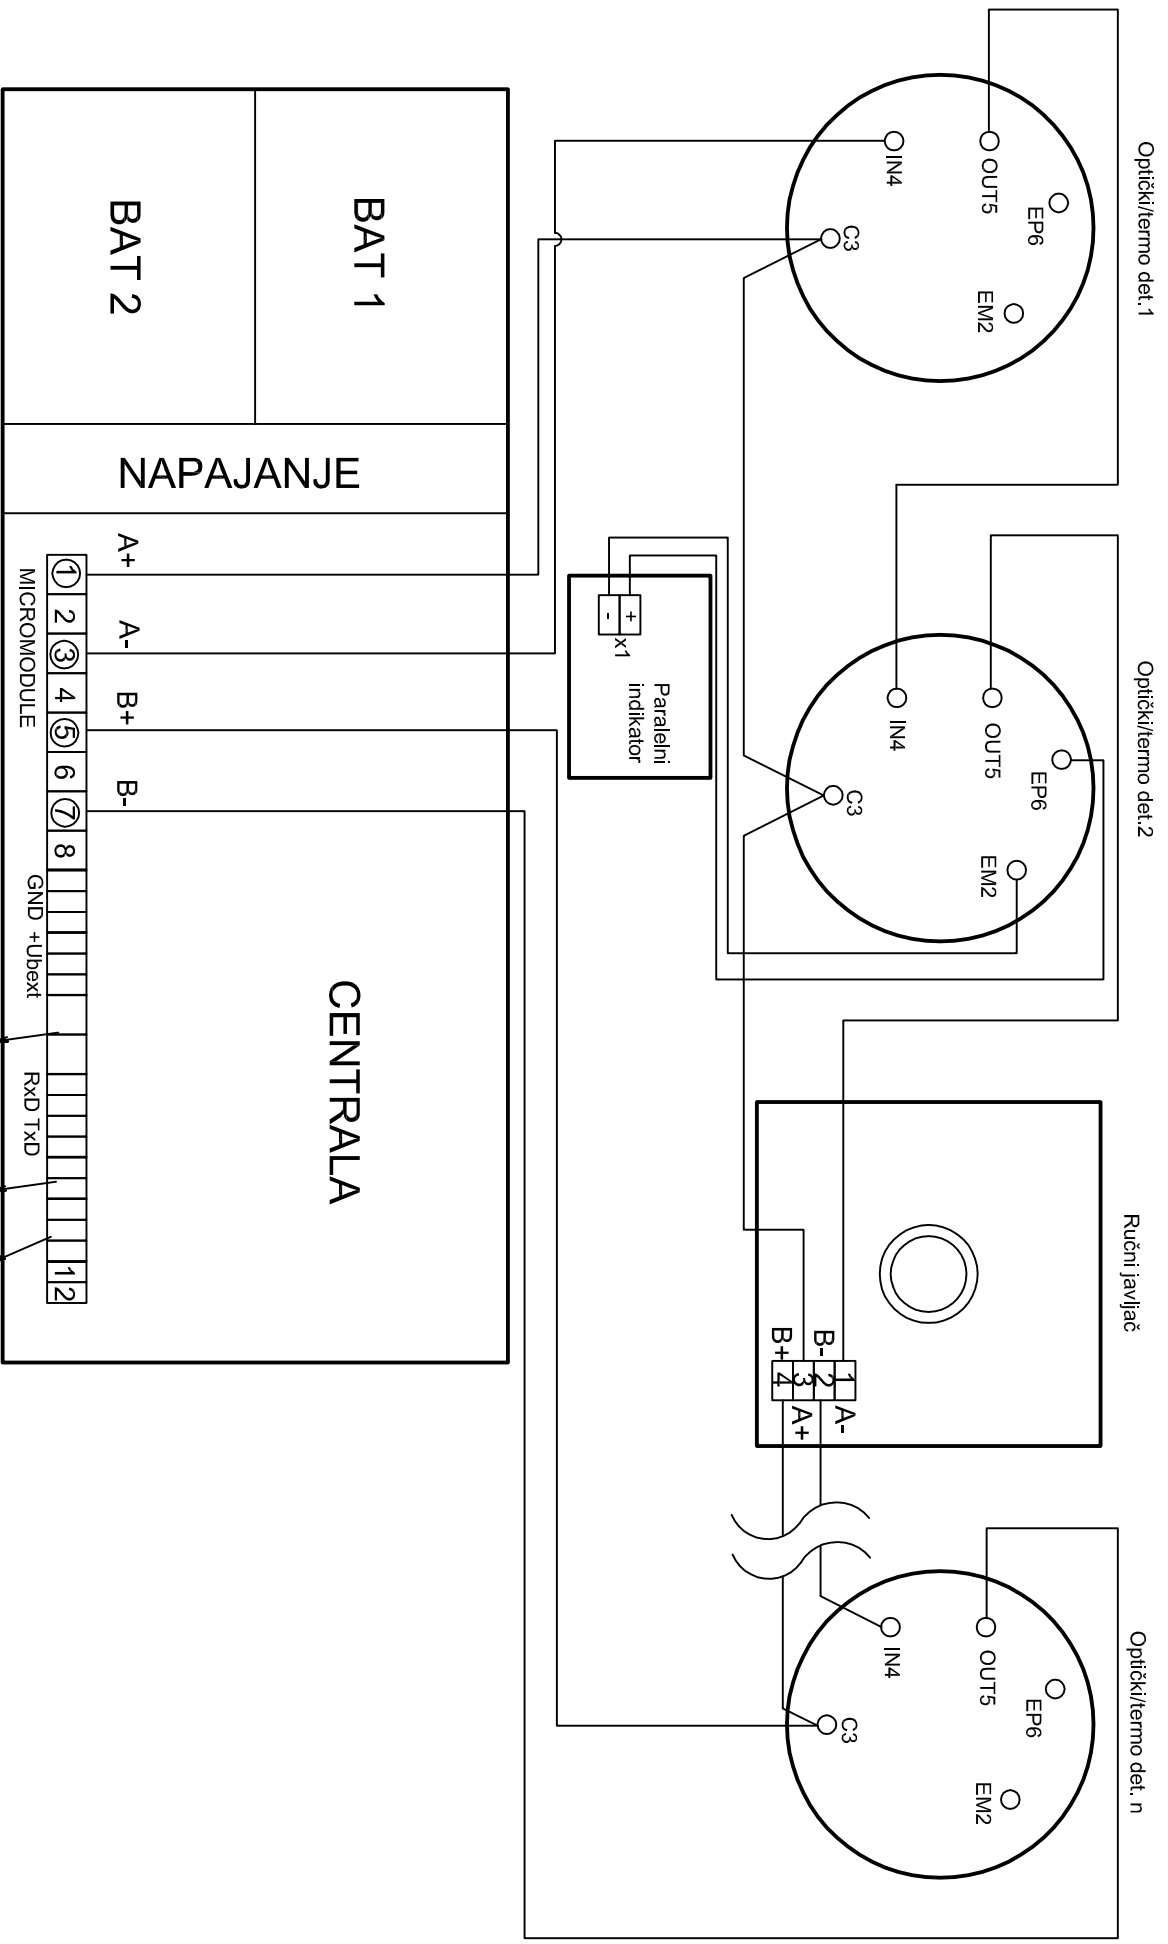 Optički/termo det.1
Optički/termo det.2
Ručni javljač
Optički/termo det. n
EP6
OUT5
EM2
IN4
C3
EP6
OUT5
EM2
IN4
C3
1
2
3
4
A-
B-
A+
B+
EP6
OUT5
EM2
IN4
C3
Paralelni
indikator
x1
+
-
BAT 1
BAT 2
NAPAJANJE
CENTRALA
A+
A-
B+
B-
1 2 3 4 5 6 7 8
12
MICROMODULE
GND +Ubext
RxD TxD